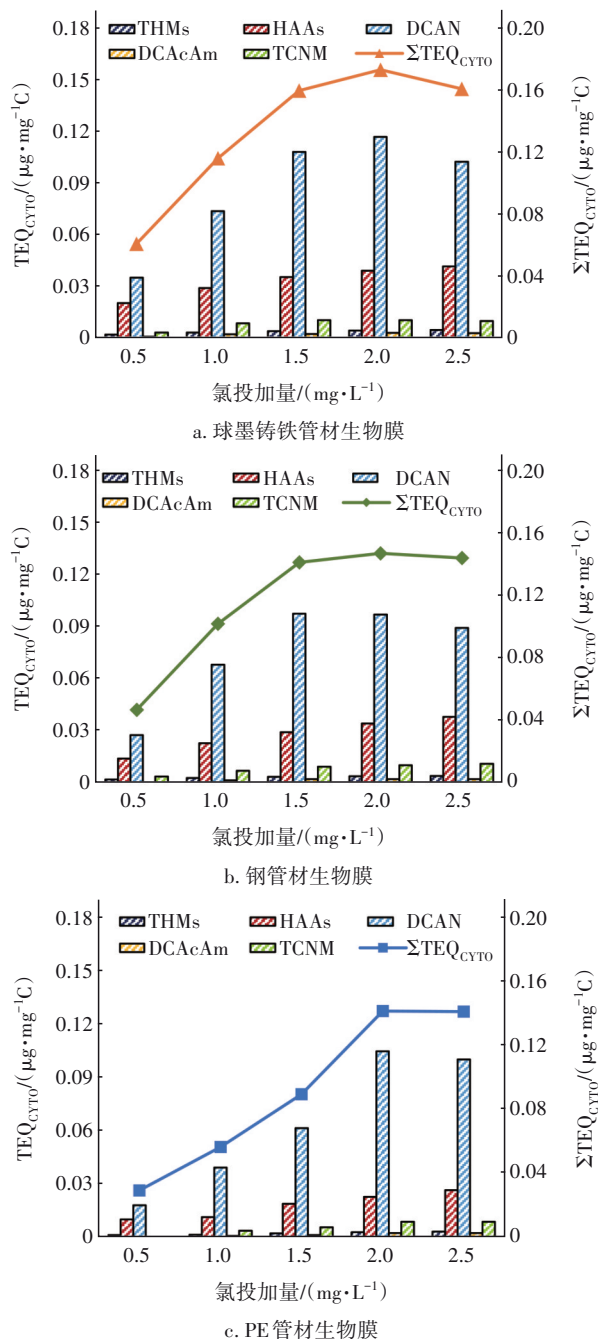 THMs HAAs DCAN
DCAcAm TCNM ΣTEQ_CYTO
TEQ_CYTO/(μg·mg⁻¹C)
0.18
0.15
0.12
0.09
0.06
0.03
0
0.20
0.16
0.12
0.08
0.04
0
ΣTEQ_CYTO/(μg·mg⁻¹C)
0.5 1.0 1.5 2.0 2.5
氯投加量/(mg·L⁻¹)
a. 球墨铸铁管材生物膜
THMs HAAs DCAN
DCAcAm TCNM ΣTEQ_CYTO
TEQ_CYTO/(μg·mg⁻¹C)
0.18
0.15
0.12
0.09
0.06
0.03
0
0.20
0.16
0.12
0.08
0.04
0
ΣTEQ_CYTO/(μg·mg⁻¹C)
0.5 1.0 1.5 2.0 2.5
氯投加量/(mg·L⁻¹)
b. 钢管材生物膜
THMs HAAs DCAN
DCAcAm TCNM ΣTEQ_CYTO
TEQ_CYTO/(μg·mg⁻¹C)
0.18
0.15
0.12
0.09
0.06
0.03
0
0.20
0.16
0.12
0.08
0.04
0
ΣTEQ_CYTO/(μg·mg⁻¹C)
0.5 1.0 1.5 2.0 2.5
氯投加量/(mg·L⁻¹)
c. PE管材生物膜